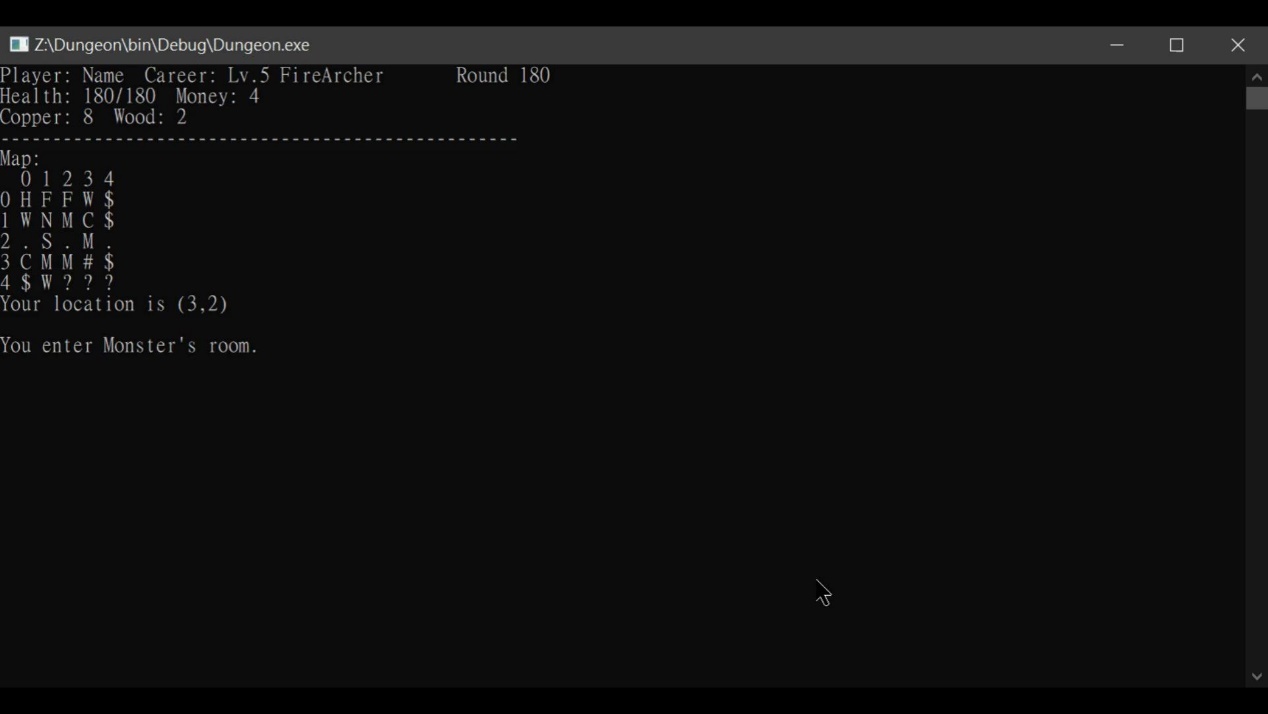 Z:\Dungeon\bin\Debug\Dungeon.exe
Player: Name  Career: Lv.5 FireArcher       Round 180
Health: 180/180  Money: 4
Copper: 8  Wood: 2
--------------------------------------------------
Map:
  0 1 2 3 4
0 H F F W $
1 W N M C $
2 . S . M .
3 C M M # $
4 $ W ? ? ?
Your location is (3,2)
You enter Monster's room.